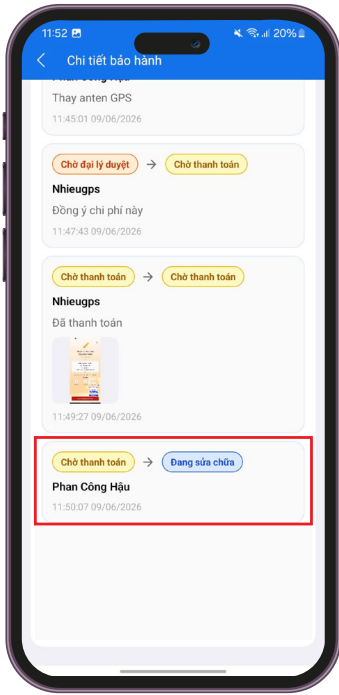 11:52
20%
Chi tiết bảo hành
Phan Công Hậu
Thay anten GPS
11:45:01 09/06/2026
Chờ đại lý duyệt → Chờ thanh toán
Nhieugps
Đồng ý chi phí này
11:47:43 09/06/2026
Chờ thanh toán → Chờ thanh toán
Nhieugps
Đã thanh toán
11:49:27 09/06/2026
Chờ thanh toán → Đang sửa chữa
Phan Công Hậu
11:50:07 09/06/2026